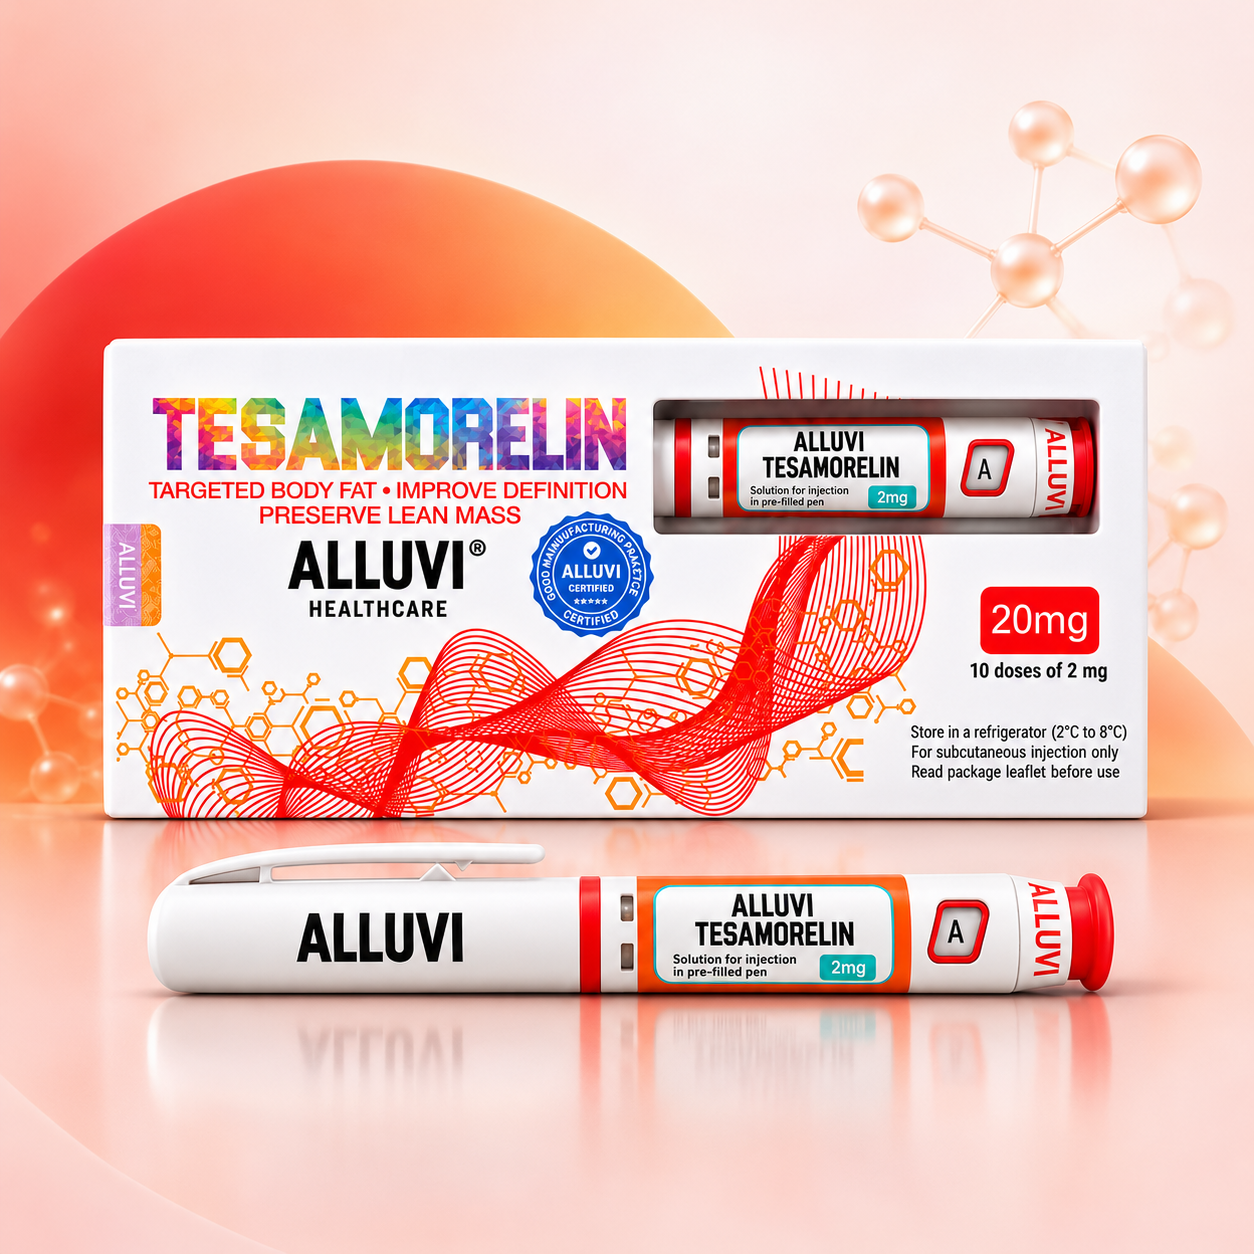 TESAMORELIN
TARGETED BODY FAT • IMPROVE DEFINITION
PRESERVE LEAN MASS
ALLUVI®
HEALTHCARE
ALLUVI
GOOD MAINUUFACTURING PRAKETCE
ALLUVI
CERTIFIED
★★★★★
CERTIFIED
ALLUVI
TESAMORELIN
Solution for injection
in pre-filled pen
2mg
A
ALLUVI
20mg
10 doses of 2 mg
Store in a refrigerator (2°C to 8°C)
For subcutaneous injection only
Read package leaflet before use
ALLUVI
ALLUVI
TESAMORELIN
Solution for injection
in pre-filled pen
2mg
A
ALLUVI